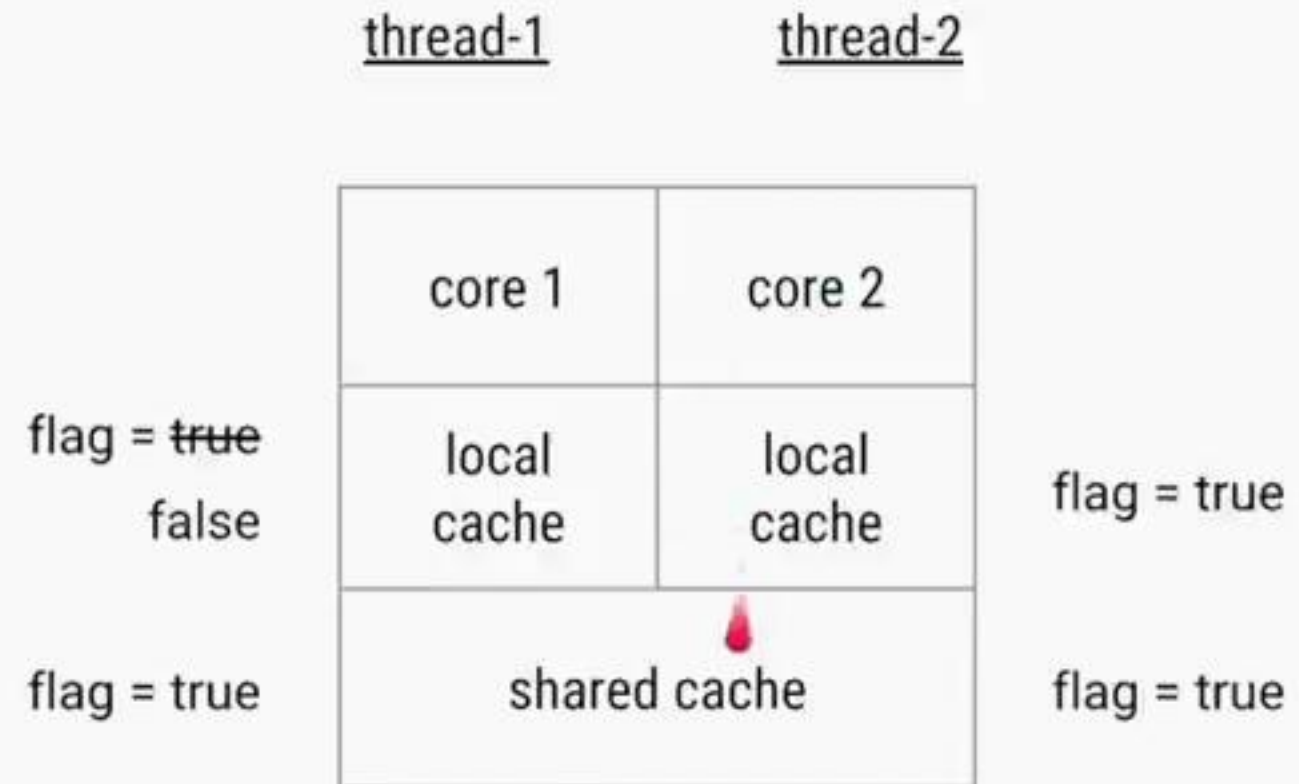 thread-1
thread-2
core 1
core 2
flag = true
false
local
cache
local
cache
flag = true
flag = true
shared cache
flag = true